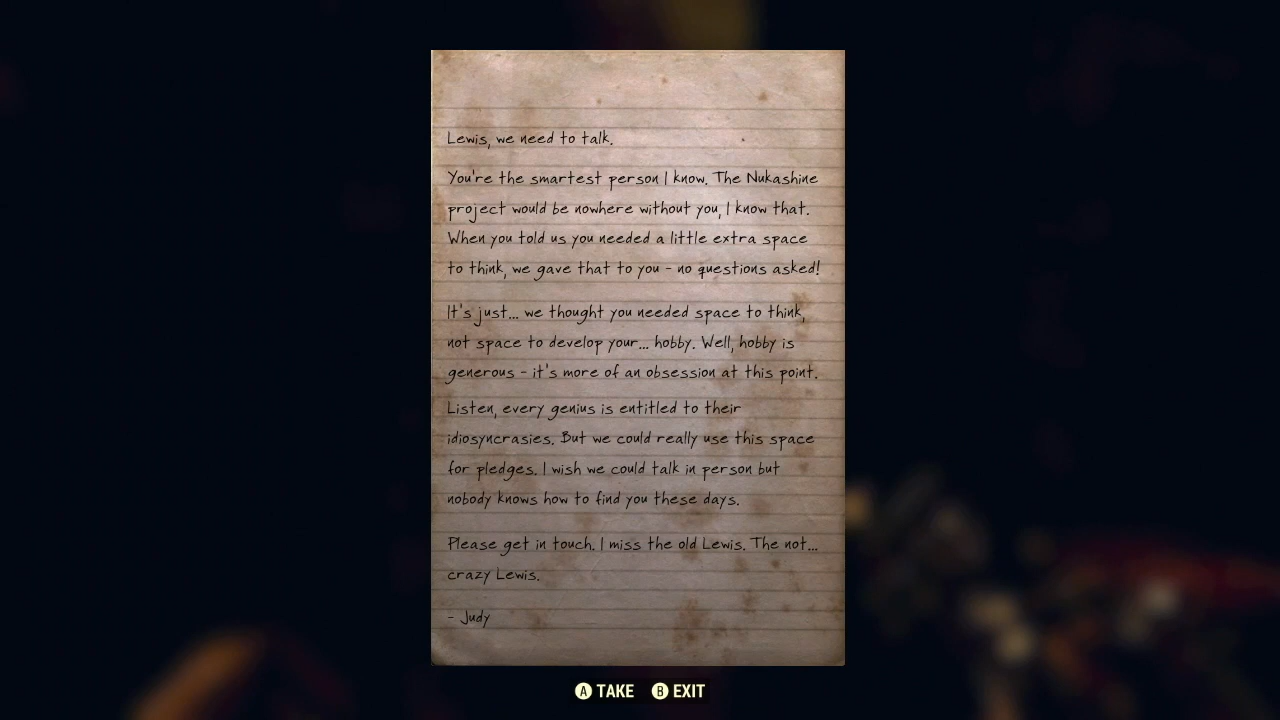 Lewis, we need to talk.
You're the smartest person I know. The Nukashine
project would be nowhere without you, I know that.
When you told us you needed a little extra space
to think, we gave that to you - no questions asked!
It's just... we thought you needed space to think,
not space to develop your... hobby. Well, hobby is
generous - it's more of an obsession at this point.
Listen, every genius is entitled to their
idiosyncrasies. But we could really use this space
for pledges. I wish we could talk in person but
nobody knows how to find you these days.
Please get in touch. I miss the old Lewis. The not...
crazy Lewis.
- Judy
A TAKE B EXIT